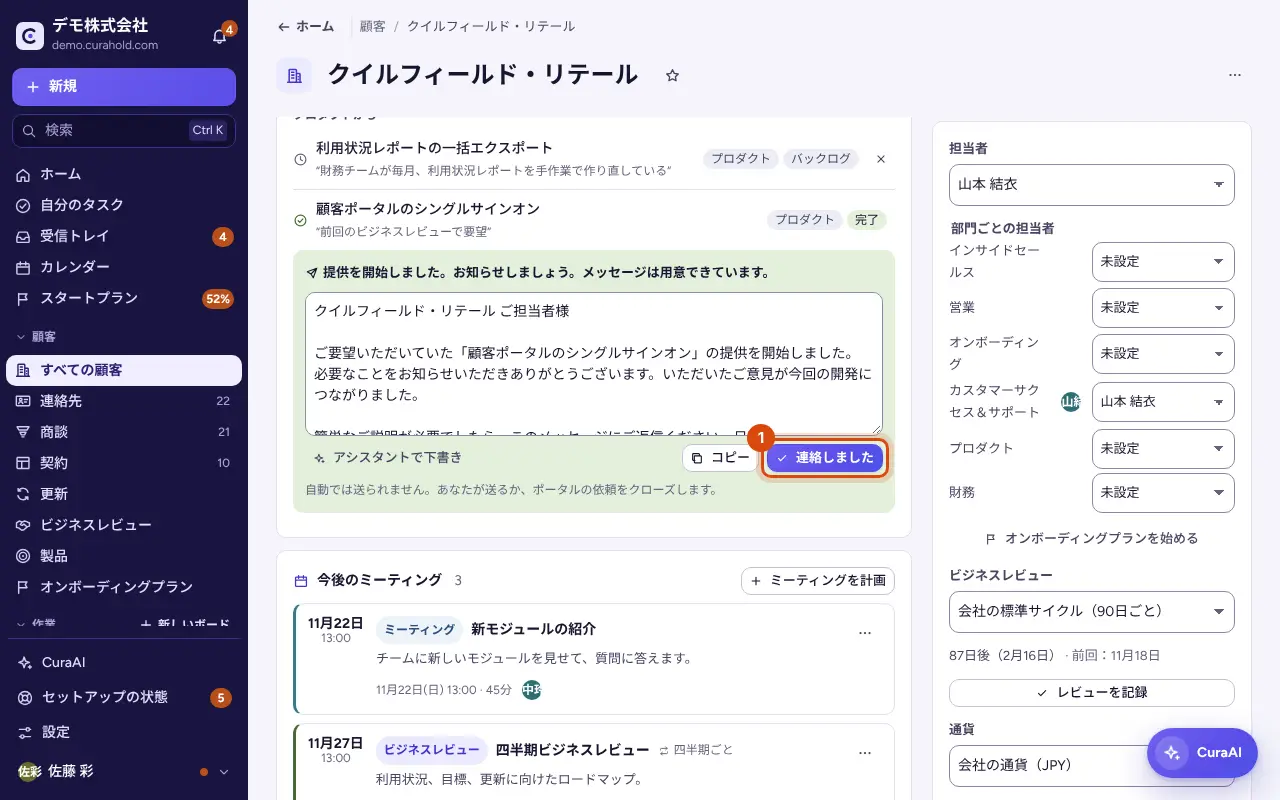 デモ株式会社
demo.curahold.com
4
新規
検索 Ctrl K
ホーム
自分のタスク
受信トレイ 4
カレンダー
スタートプラン 52%
顧客
すべての顧客
連絡先 22
商談 21
契約 10
更新
ビジネスレビュー
製品
オンボーディングプラン
作業 新しいボード
CuraAI
セットアップの状態 5
設定
佐彩 佐藤 彩
ホーム 顧客 / クイルフィールド・リテール
クイルフィールド・リテール
プロダクトから
利用状況レポートの一括エクスポート
“財務チームが毎月、利用状況レポートを手作業で作り直している”
プロダクト バックログ
顧客ポータルのシングルサインオン
“前回のビジネスレビューで要望”
プロダクト 完了
提供を開始しました。お知らせしましょう。メッセージは用意できています。
クイルフィールド・リテール ご担当者様
ご要望いただいていた「顧客ポータルのシングルサインオン」の提供を開始しました。
必要なことをお知らせいただきありがとうございます。いただいたご意見が今回の開発に
つながりました。
アシスタントで下書き コピー 1 連絡しました
自動では送られません。あなたが送るか、ポータルの依頼をクローズします。
今後のミーティング 3 ミーティングを計画
11月22日
13:00
ミーティング 新モジュールの紹介
チームに新しいモジュールを見せて、質問に答えます。
11月22日(日) 13:00 · 45分
11月27日
13:00
ビジネスレビュー 四半期ビジネスレビュー 四半期ごと
利用状況、目標、更新に向けたロードマップ。
担当者
山本 結衣
部門ごとの担当者
インサイドセー
ルス
未設定
営業 未設定
オンボーディン
グ
未設定
カスタマーサク
セス＆サポート
山本 結衣
プロダクト 未設定
財務 未設定
オンボーディングプランを始める
ビジネスレビュー
会社の標準サイクル（90日ごと）
87日後（2月16日） · 前回：11月18日
レビューを記録
通貨
会社の通貨（JPY）
CuraAI